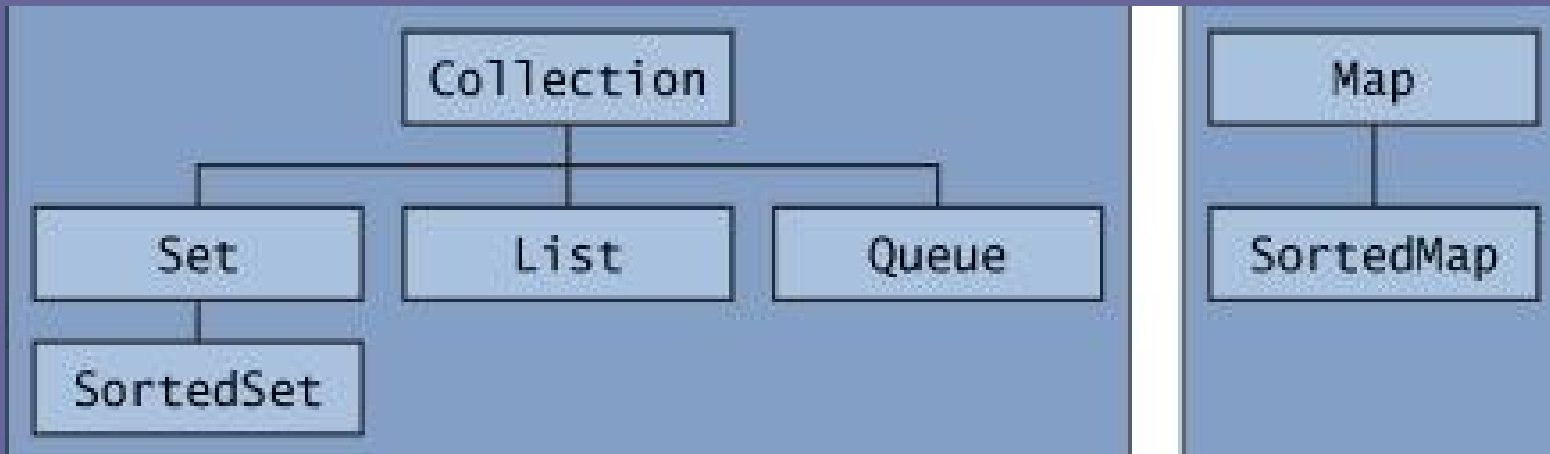 Collection
Set
List
Queue
SortedSet
Map
SortedMap